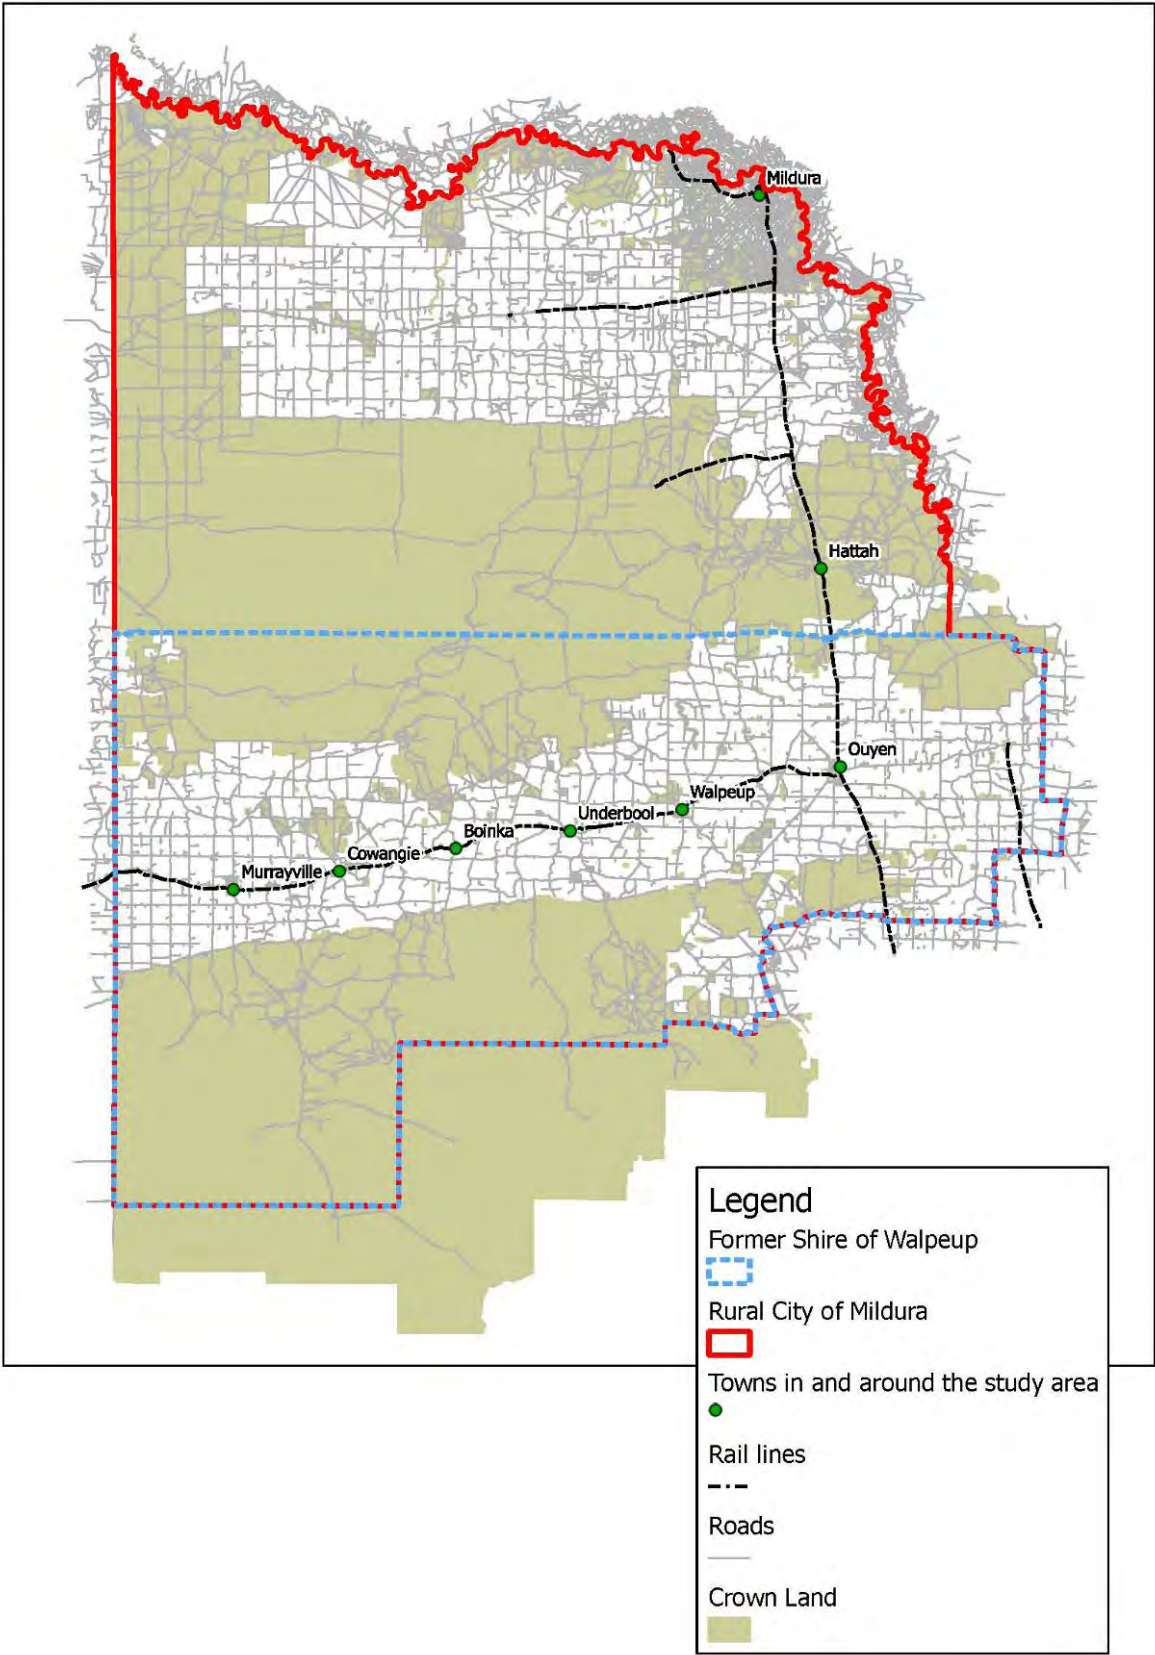 Mildura
Hattah
Ouyen
Walpeup
Underbool
Boinka
Cowangie
Murrayville
Legend
Former Shire of Walpeup
Rural City of Mildura
Towns in and around the study area
Rail lines
Roads
Crown Land